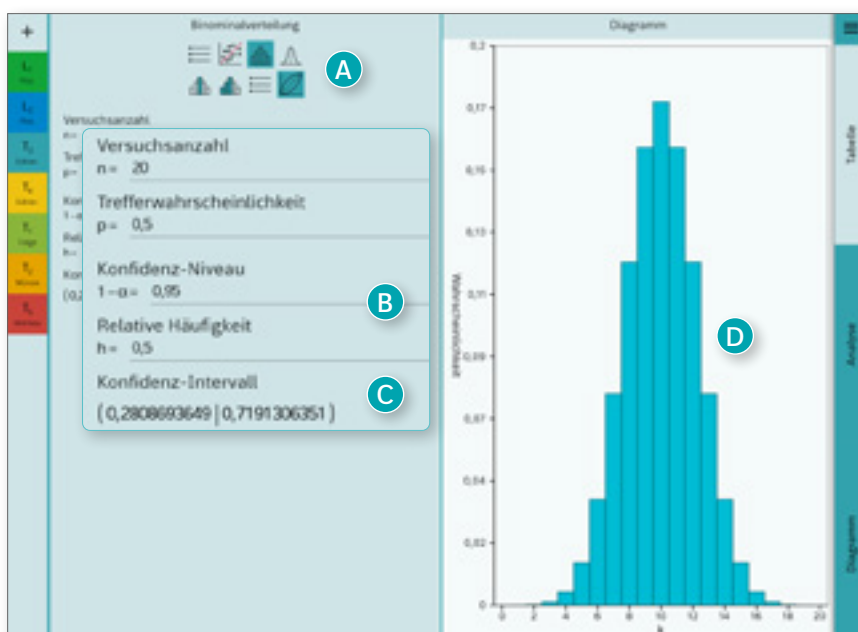 +
Binominalverteilung
Diagramm
A
Versuchsanzahl
n=
Versuchsanzahl
n= 20
Trefferwahrscheinlichkeit
p= 0,5
Konfidenz-Niveau
1-α= 0,95
B
Relative Häufigkeit
h= 0,5
Konfidenz-Intervall
C
(0,2808693649|0,7191306351)
0,2
0,17
0,15
0,13
0,11
0,09
0,07
0,04
0,02
0
Wahrscheinlichkeit
D
0 2 4 6 8 10 12 14 16 18 20
k
Tabelle
Analyse
Diagramm